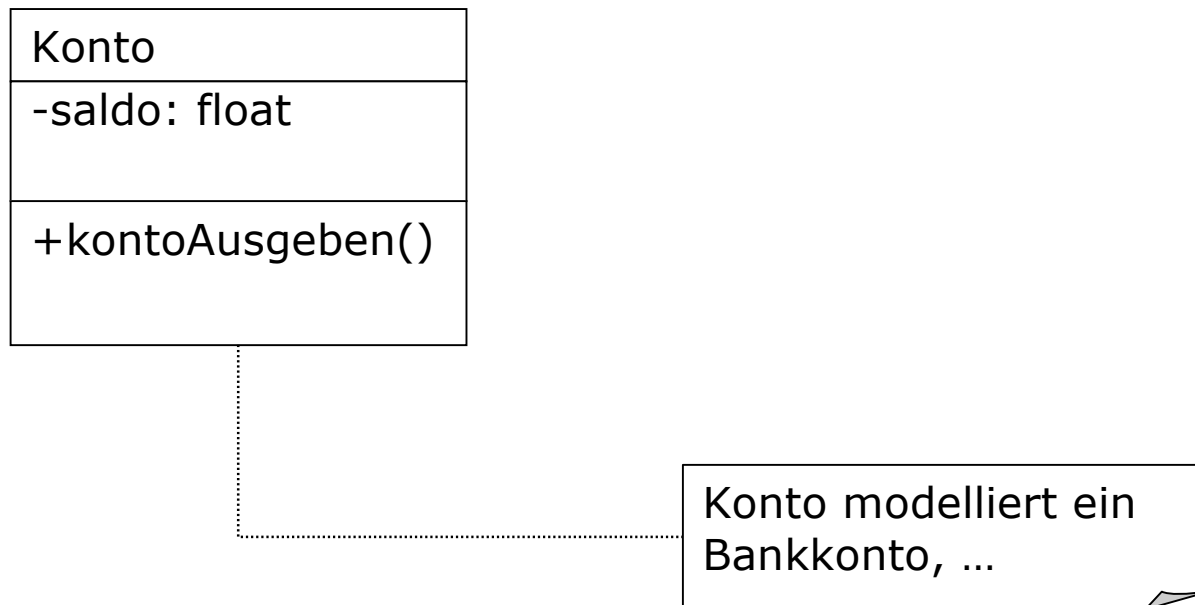 Konto
-saldo: float
+kontoAusgeben()
Konto modelliert ein
Bankkonto, ...